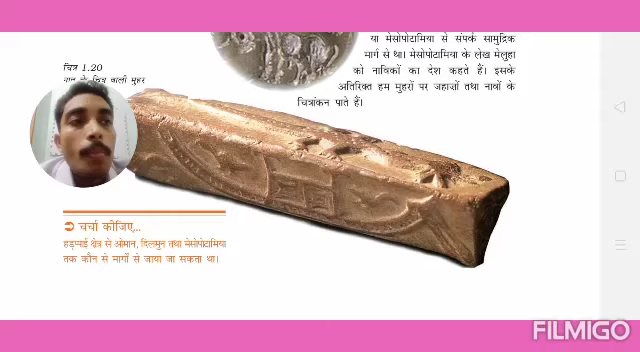 या मेसोपोटामिया से संपर्क सामुद्रिक
मार्ग से था। मेसोपोटामिया के लेख मेलुहा
को नाविकों का देश कहते हैं। इसके
अतिरिक्त हम मुहरों पर जहाज़ों तथा नावों के
चित्रांकन पाते हैं।
चित्र 1.20
नाव के चित्र वाली मुहर
चर्चा कीजिए...
हड़प्पाई क्षेत्र से ओमान, दिलमुन तथा मेसोपोटामिया
तक कौन से मार्गों से जाया जा सकता था।
FILMIGO